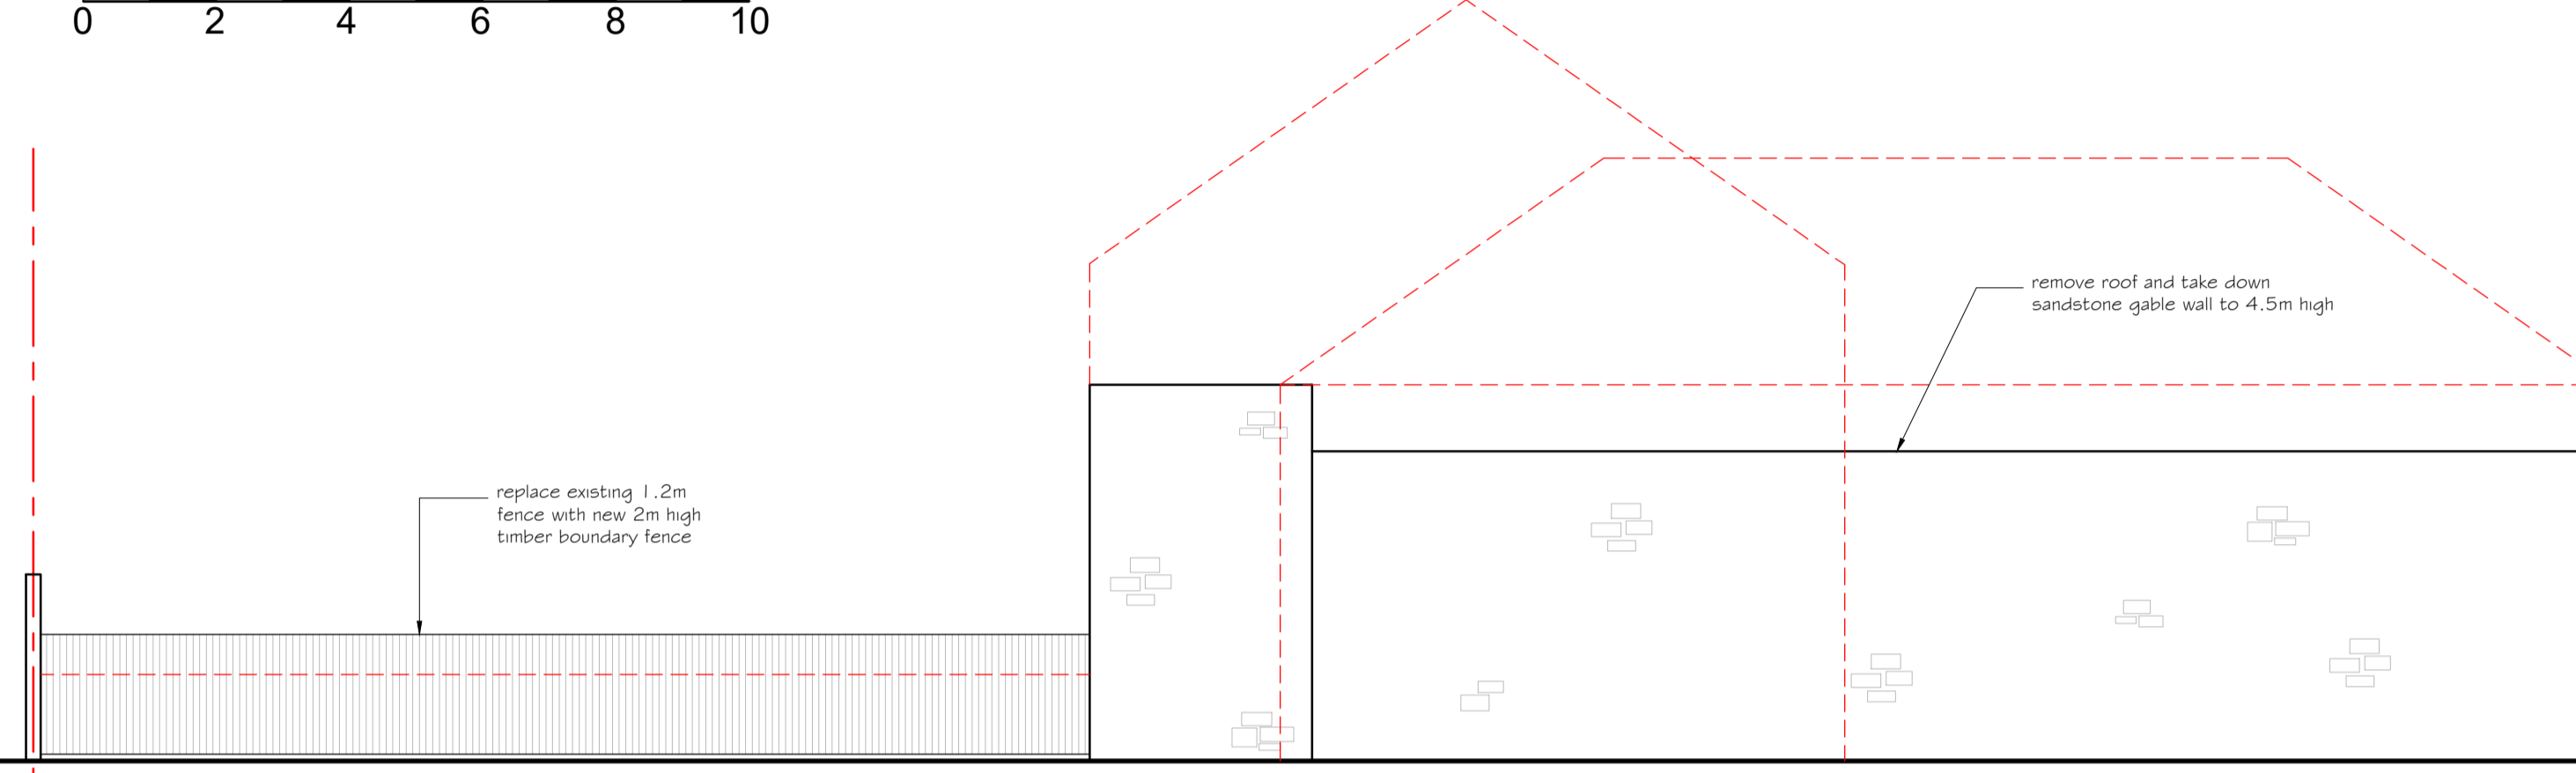 0 2 4 6 8 10
remove roof and take down
sandstone gable wall to 4.5m high
replace existing 1.2m
fence with new 2m high
timber boundary fence